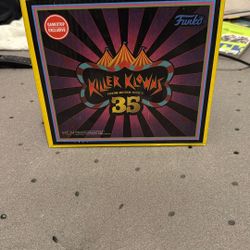 GAMESTOP
EXCLUSIVE
Funko
KILLER KLOWNS
FROM OUTER SPACE
35